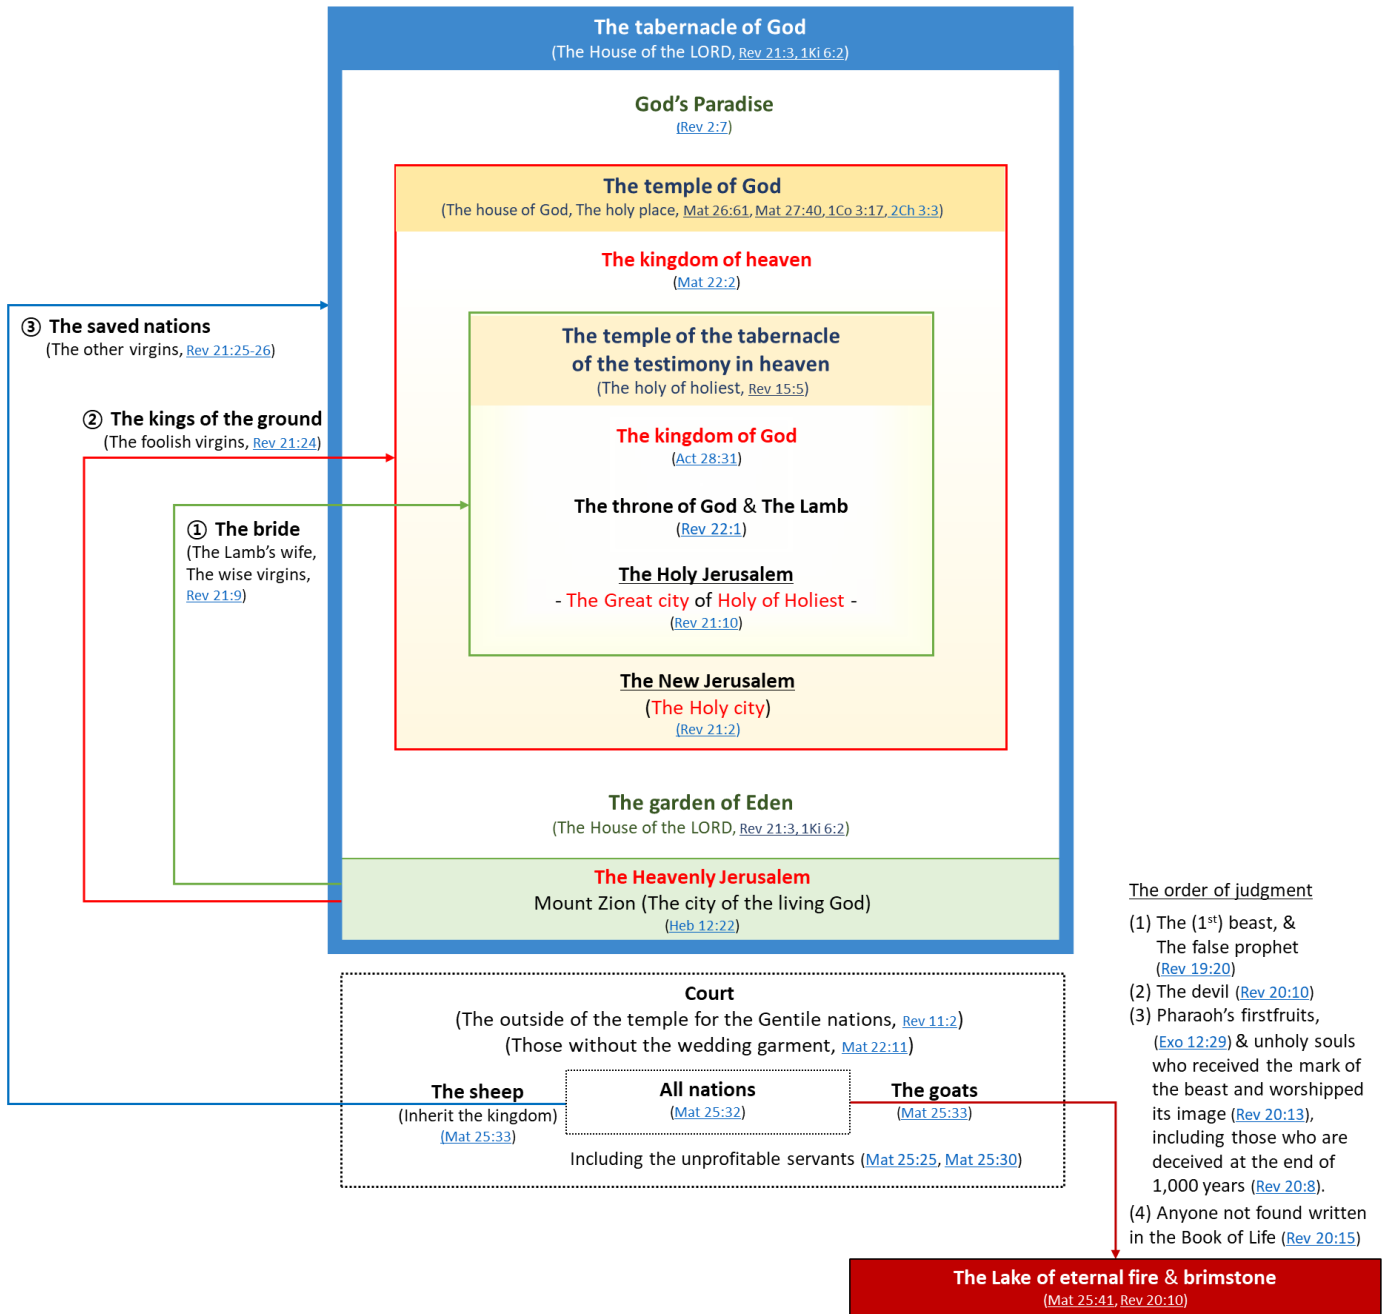 The tabernacle of God
(The House of the LORD, Rev 21:3, 1Ki 6:2)
God's Paradise
(Rev 2:7)
The temple of God
(The house of God, The holy place, Mat 26:61, Mat 27:40, 1Co 3:17, 2Ch 3:3)
The kingdom of heaven
(Mat 22:2)
The temple of the tabernacle
of the testimony in heaven
(The holy of holiest, Rev 15:5)
The kingdom of God
(Act 28:31)
The throne of God & The Lamb
(Rev 22:1)
The Holy Jerusalem
- The Great city of Holy of Holiest -
(Rev 21:10)
The New Jerusalem
(The Holy city)
(Rev 21:2)
The garden of Eden
(The House of the LORD, Rev 21:3, 1Ki 6:2)
The Heavenly Jerusalem
Mount Zion (The city of the living God)
(Heb 12:22)
③ The saved nations
(The other virgins, Rev 21:25-26)
② The kings of the ground
(The foolish virgins, Rev 21:24)
① The bride
(The Lamb's wife,
The wise virgins,
Rev 21:9)
Court
(The outside of the temple for the Gentile nations, Rev 11:2)
(Those without the wedding garment, Mat 22:11)
The sheep
(Inherit the kingdom)
(Mat 25:33)
All nations
(Mat 25:32)
The goats
(Mat 25:33)
Including the unprofitable servants (Mat 25:25, Mat 25:30)
The order of judgment
(1) The (1st) beast, &
The false prophet
(Rev 19:20)
(2) The devil (Rev 20:10)
(3) Pharaoh's firstfruits,
(Exo 12:29) & unholy souls
who received the mark of
the beast and worshipped
its image (Rev 20:13),
including those who are
deceived at the end of
1,000 years (Rev 20:8).
(4) Anyone not found written
in the Book of Life (Rev 20:15)
The Lake of eternal fire & brimstone
(Mat 25:41, Rev 20:10)